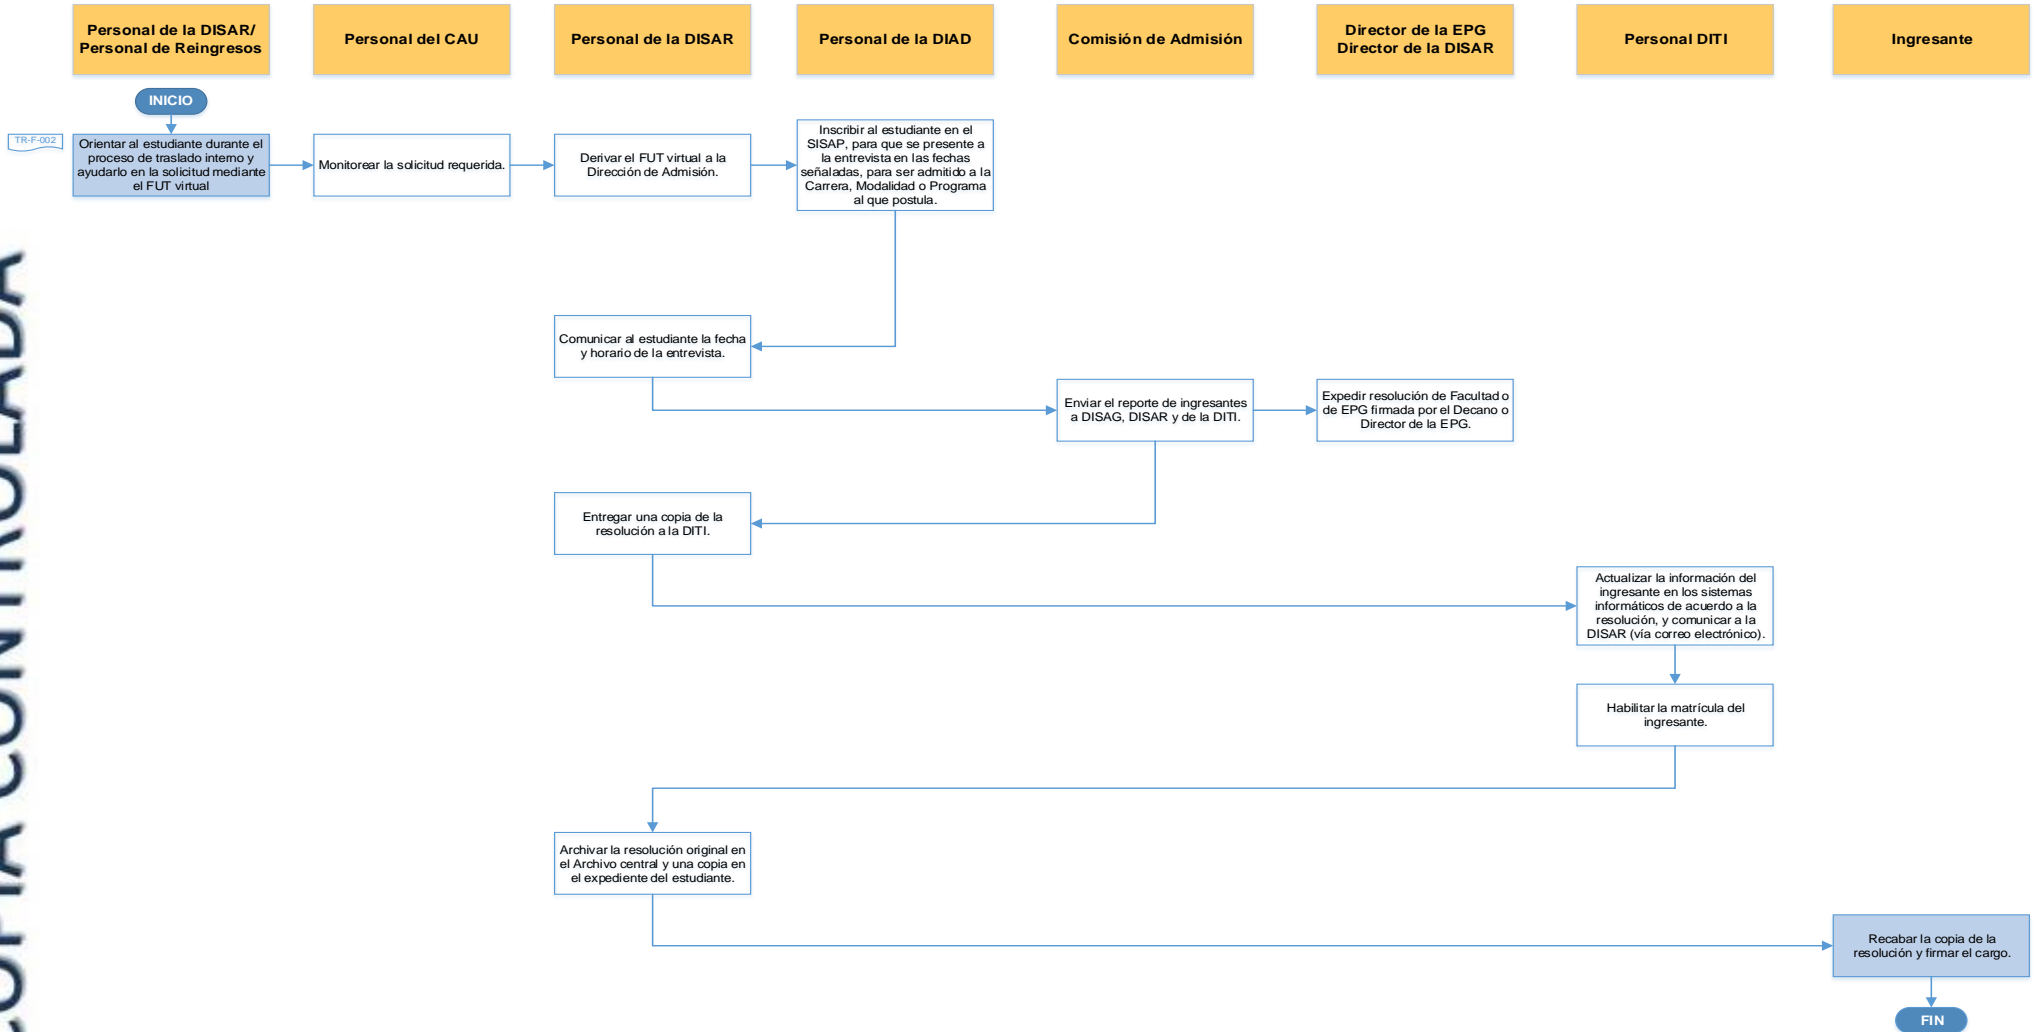 Personal de la DISAR/
Personal de Reingresos
Personal del CAU
Personal de la DISAR
Personal de la DIAD
Comisión de Admisión
Director de la EPG
Director de la DISAR
Personal DITI
Ingresante
INICIO
TR-F-002
Orientar al estudiante durante el
proceso de traslado interno y
ayudarlo en la solicitud mediante
el FUT virtual
Monitorear la solicitud requerida.
Derivar el FUT virtual a la
Dirección de Admisión.
Inscribir al estudiante en el
SISAP, para que se presente a
la entrevista en las fechas
señaladas, para ser admitido a la
Carrera, Modalidad o Programa
al que postula.
Comunicar al estudiante la fecha
y horario de la entrevista.
Enviar el reporte de ingresantes
a DISAG, DISAR y de la DITI.
Expedir resolución de Facultad o
de EPG firmada por el Decano o
Director de la EPG.
Entregar una copia de la
resolución a la DITI.
Actualizar la información del
ingresante en los sistemas
informáticos de acuerdo a la
resolución, y comunicar a la
DISAR (vía correo electrónico).
Habilitar la matrícula del
ingresante.
Archivar la resolución original en
el Archivo central y una copia en
el expediente del estudiante.
Recabar la copia de la
resolución y firmar el cargo.
FIN
COPIA CONTROLADA